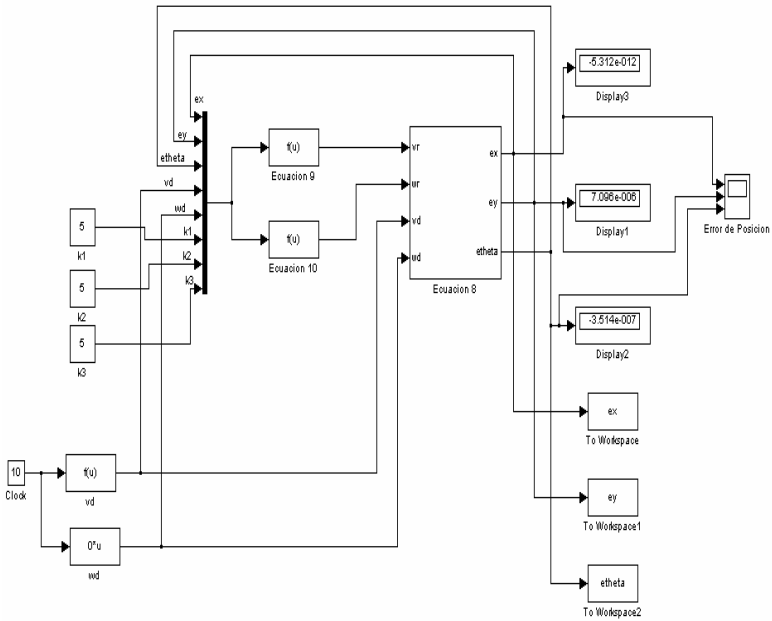 -5.312e-012
Display3
ex
ey
etheta
vd
wd
k1
k2
k3
f(u)
Ecuacion 9
f(u)
Ecuacion 10
vr
wr
vd
wd
ex
ey
etheta
Ecuacion 8
7.096e-006
Display1
Error de Posicion
-3.514e-007
Display2
5
k1
5
k2
5
k3
ex
To Workspace
10
Clock
f(u)
vd
ey
To Workspace1
0*u
wd
etheta
To Workspace2